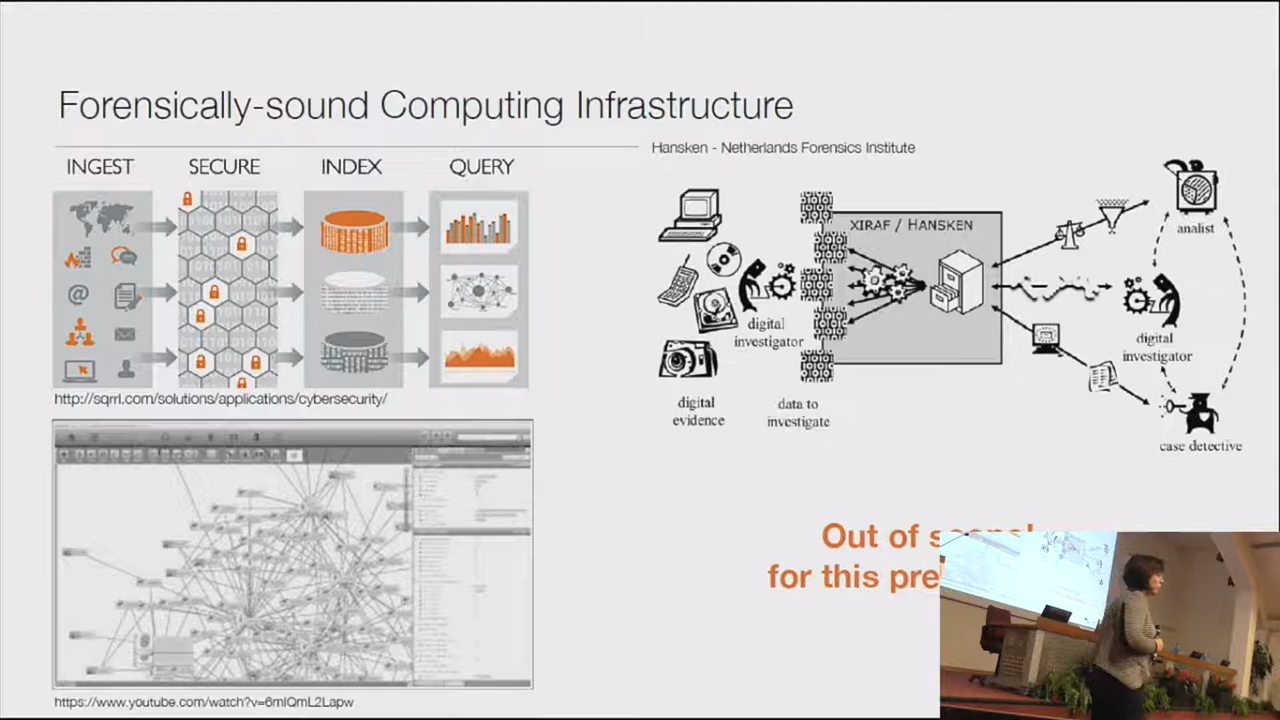 Forensically-sound Computing Infrastructure
INGEST SECURE INDEX QUERY
http://sqrrl.com/solutions/applications/cybersecurity/
https://www.youtube.com/watch?v=6mIQmL2Lapw
Hansken - Netherlands Forensics Institute
XIRAF / HANSKEN
digital
investigator
digital
evidence
data to
investigate
analist
digital
investigator
case detective
Out of
for this